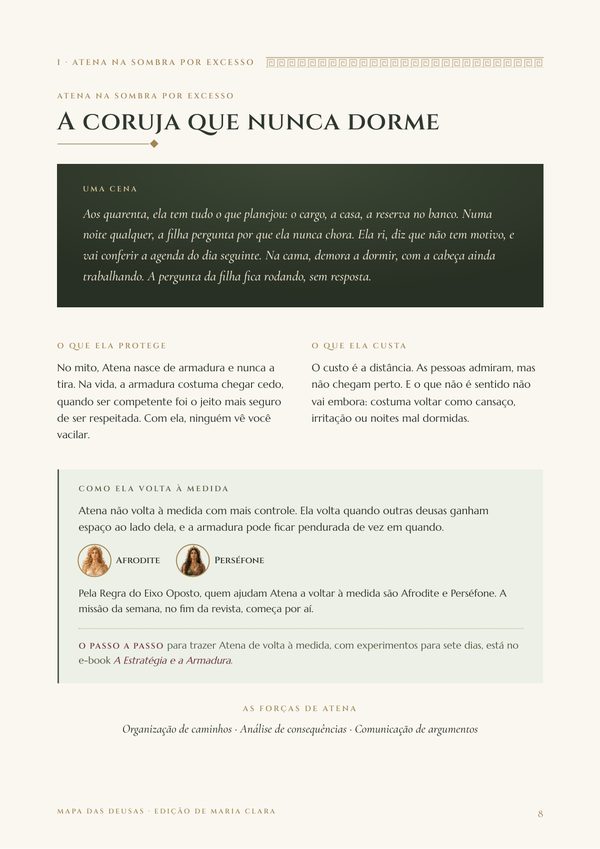 I · ATENA NA SOMBRA POR EXCESSO
ATENA NA SOMBRA POR EXCESSO
A CORUJA QUE NUNCA DORME
UMA CENA
Aos quarenta, ela tem tudo o que planejou: o cargo, a casa, a reserva no banco. Numa
noite qualquer, a filha pergunta por que ela nunca chora. Ela ri, diz que não tem motivo, e
vai conferir a agenda do dia seguinte. Na cama, demora a dormir, com a cabeça ainda
trabalhando. A pergunta da filha fica rodando, sem resposta.
O QUE ELA PROTEGE
No mito, Atena nasce de armadura e nunca a
tira. Na vida, a armadura costuma chegar cedo,
quando ser competente foi o jeito mais seguro
de ser respeitada. Com ela, ninguém vê você
vacilar.
O QUE ELA CUSTA
O custo é a distância. As pessoas admiram, mas
não chegam perto. E o que não é sentido não
vai embora: costuma voltar como cansaço,
irritação ou noites mal dormidas.
COMO ELA VOLTA À MEDIDA
Atena não volta à medida com mais controle. Ela volta quando outras deusas ganham
espaço ao lado dela, e a armadura pode ficar pendurada de vez em quando.
AFRODITE
PERSÉFONE
Pela Regra do Eixo Oposto, quem ajudam Atena a voltar à medida são Afrodite e Perséfone. A
missão da semana, no fim da revista, começa por aí.
O PASSO A PASSO para trazer Atena de volta à medida, com experimentos para sete dias, está no
e-book A Estratégia e a Armadura.
AS FORÇAS DE ATENA
Organização de caminhos · Análise de consequências · Comunicação de argumentos
MAPA DAS DEUSAS · EDIÇÃO DE MARIA CLARA
8